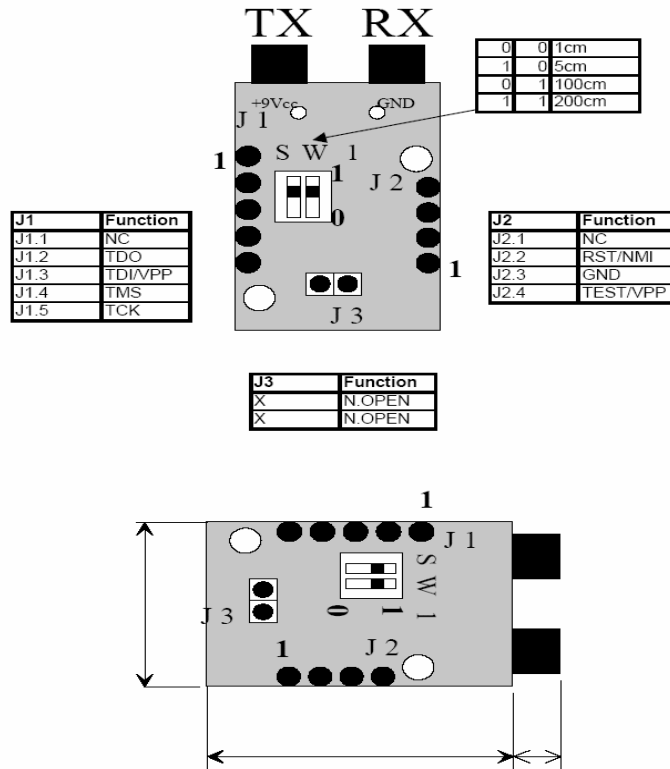 TX RX
0 0 1cm
1 0 5cm
0 1 100cm
1 1 200cm
+9Vcc GND
J 1
S W 1
1
1
J 2
0
1
J 3
J1 Function
J1.1 NC
J1.2 TDO
J1.3 TDI/VPP
J1.4 TMS
J1.5 TCK
J2 Function
J2.1 NC
J2.2 RST/NMI
J2.3 GND
J2.4 TEST/VPP
J3 Function
X N.OPEN
X N.OPEN
1
J 1
S W 1
0 1
J 3
1
J 2